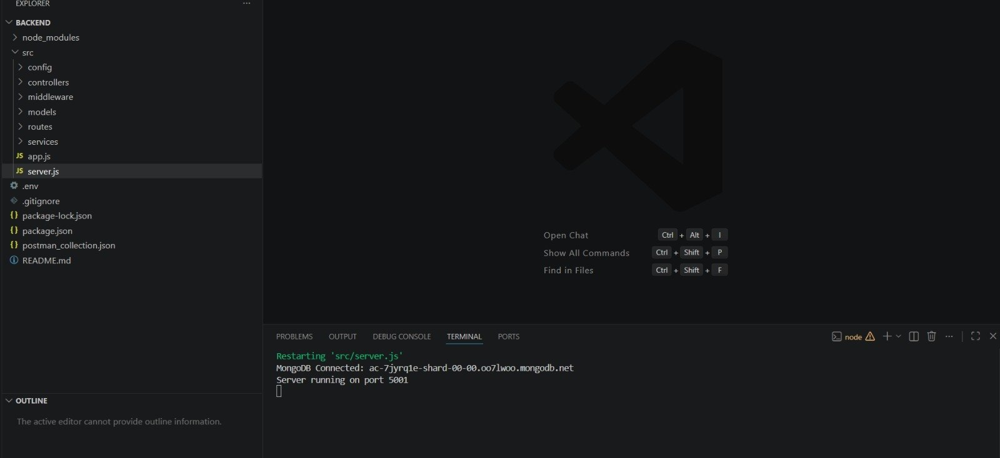 EXPLORER
BACKEND
node_modules
src
config
controllers
middleware
models
routes
services
JS app.js
JS server.js
.env
.gitignore
{} package-lock.json
{} package.json
{} postman_collection.json
README.md
OUTLINE
The active editor cannot provide outline information.
Open Chat Ctrl + Alt + I
Show All Commands Ctrl + Shift + P
Find in Files Ctrl + Shift + F
PROBLEMS OUTPUT DEBUG CONSOLE TERMINAL PORTS node
Restarting 'src/server.js'
MongoDB Connected: ac-7jyrq1e-shard-00-00.oo7lwoo.mongodb.net
Server running on port 5001